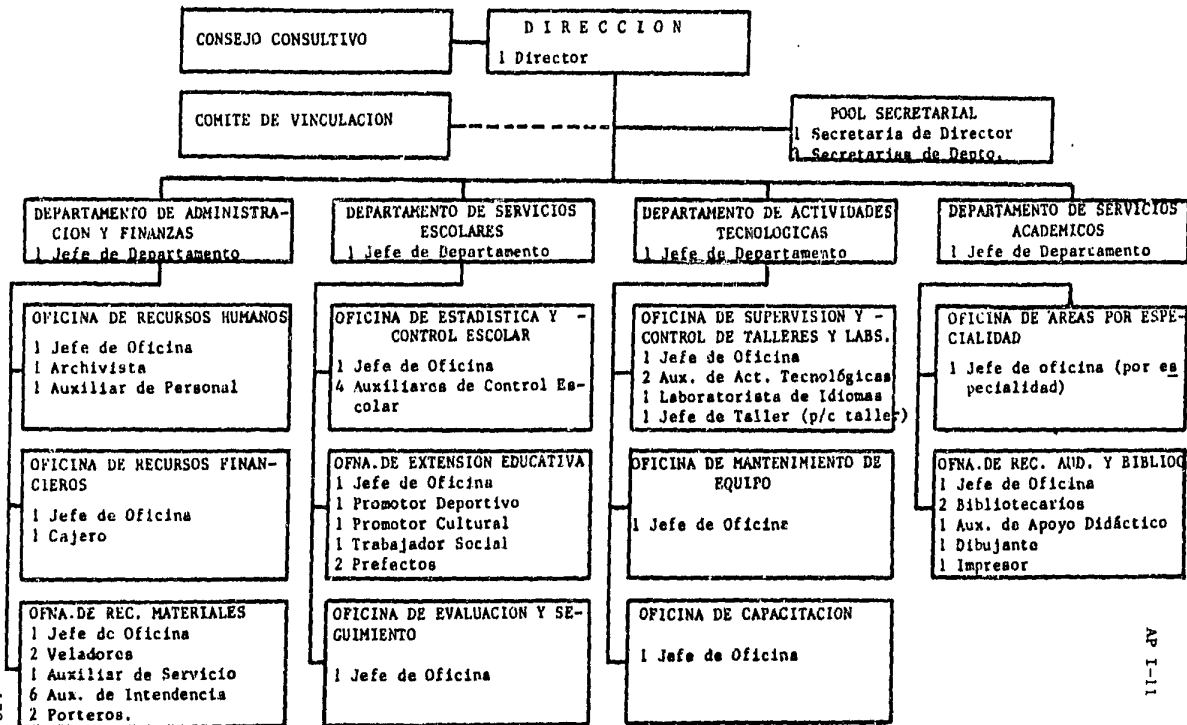 CONSEJO CONSULTIVO
D I R E C C I O N
1 Director
COMITE DE VINCULACION
POOL SECRETARIAL
1 Secretaria de Director
Secretarias de Depto.
DEPARTAMENTO DE ADMINISTRA-
CION Y FINANZAS
1 Jefe de Departamento
DEPARTAMENTO DE SERVICIOS
ESCOLARES
1 Jefe de Departamento
DEPARTAMENTO DE ACTIVIDADES
TECNOLOGICAS
1 Jefe de Departamento
DEPARTAMENTO DE SERVICIOS
ACADEMICOS
1 Jefe de Departamento
OFICINA DE RECURSOS HUMANOS
1 Jefe de Oficina
1 Archivista
1 Auxiliar de Personal
OFICINA DE ESTADISTICA Y -
CONTROL ESCOLAR
1 Jefe de Oficina
4 Auxiliares de Control Es-
colar
OFICINA DE SUPERVISION Y -
CONTROL DE TALLERES Y LABS.
1 Jefe de Oficina
2 Aux. de Act. Tecnológicas
1 Laboratorista de Idiomas
1 Jefe de Taller (p/c taller)
OFICINA DE AREAS POR ESPE-
CIALIDAD
1 Jefe de oficina (por es
pecialidad)
OFICINA DE RECURSOS FINAN-
CIEROS
1 Jefe de Oficina
1 Cajero
OFNA.DE EXTENSION EDUCATIVA
1 Jefe de Oficina
1 Promotor Deportivo
1 Promotor Cultural
1 Trabajador Social
2 Prefectos
OFICINA DE MANTENIMIENTO DE
EQUIPO
1 Jefe de Oficina
OFNA.DE REC. AUD. Y BIBLIOC
1 Jefe de Oficina
2 Bibliotecarios
1 Aux. de Apoyo Didáctico
1 Dibujante
1 Impresor
OFNA.DE REC. MATERIALES
1 Jefe de Oficina
2 Veladores
1 Auxiliar de Servicio
6 Aux. de Intendencia
2 Porteros.
OFICINA DE EVALUACION Y SE-
GUIMIENTO
1 Jefe de Oficina
OFICINA DE CAPACITACION
1 Jefe de Oficina
AP I-11